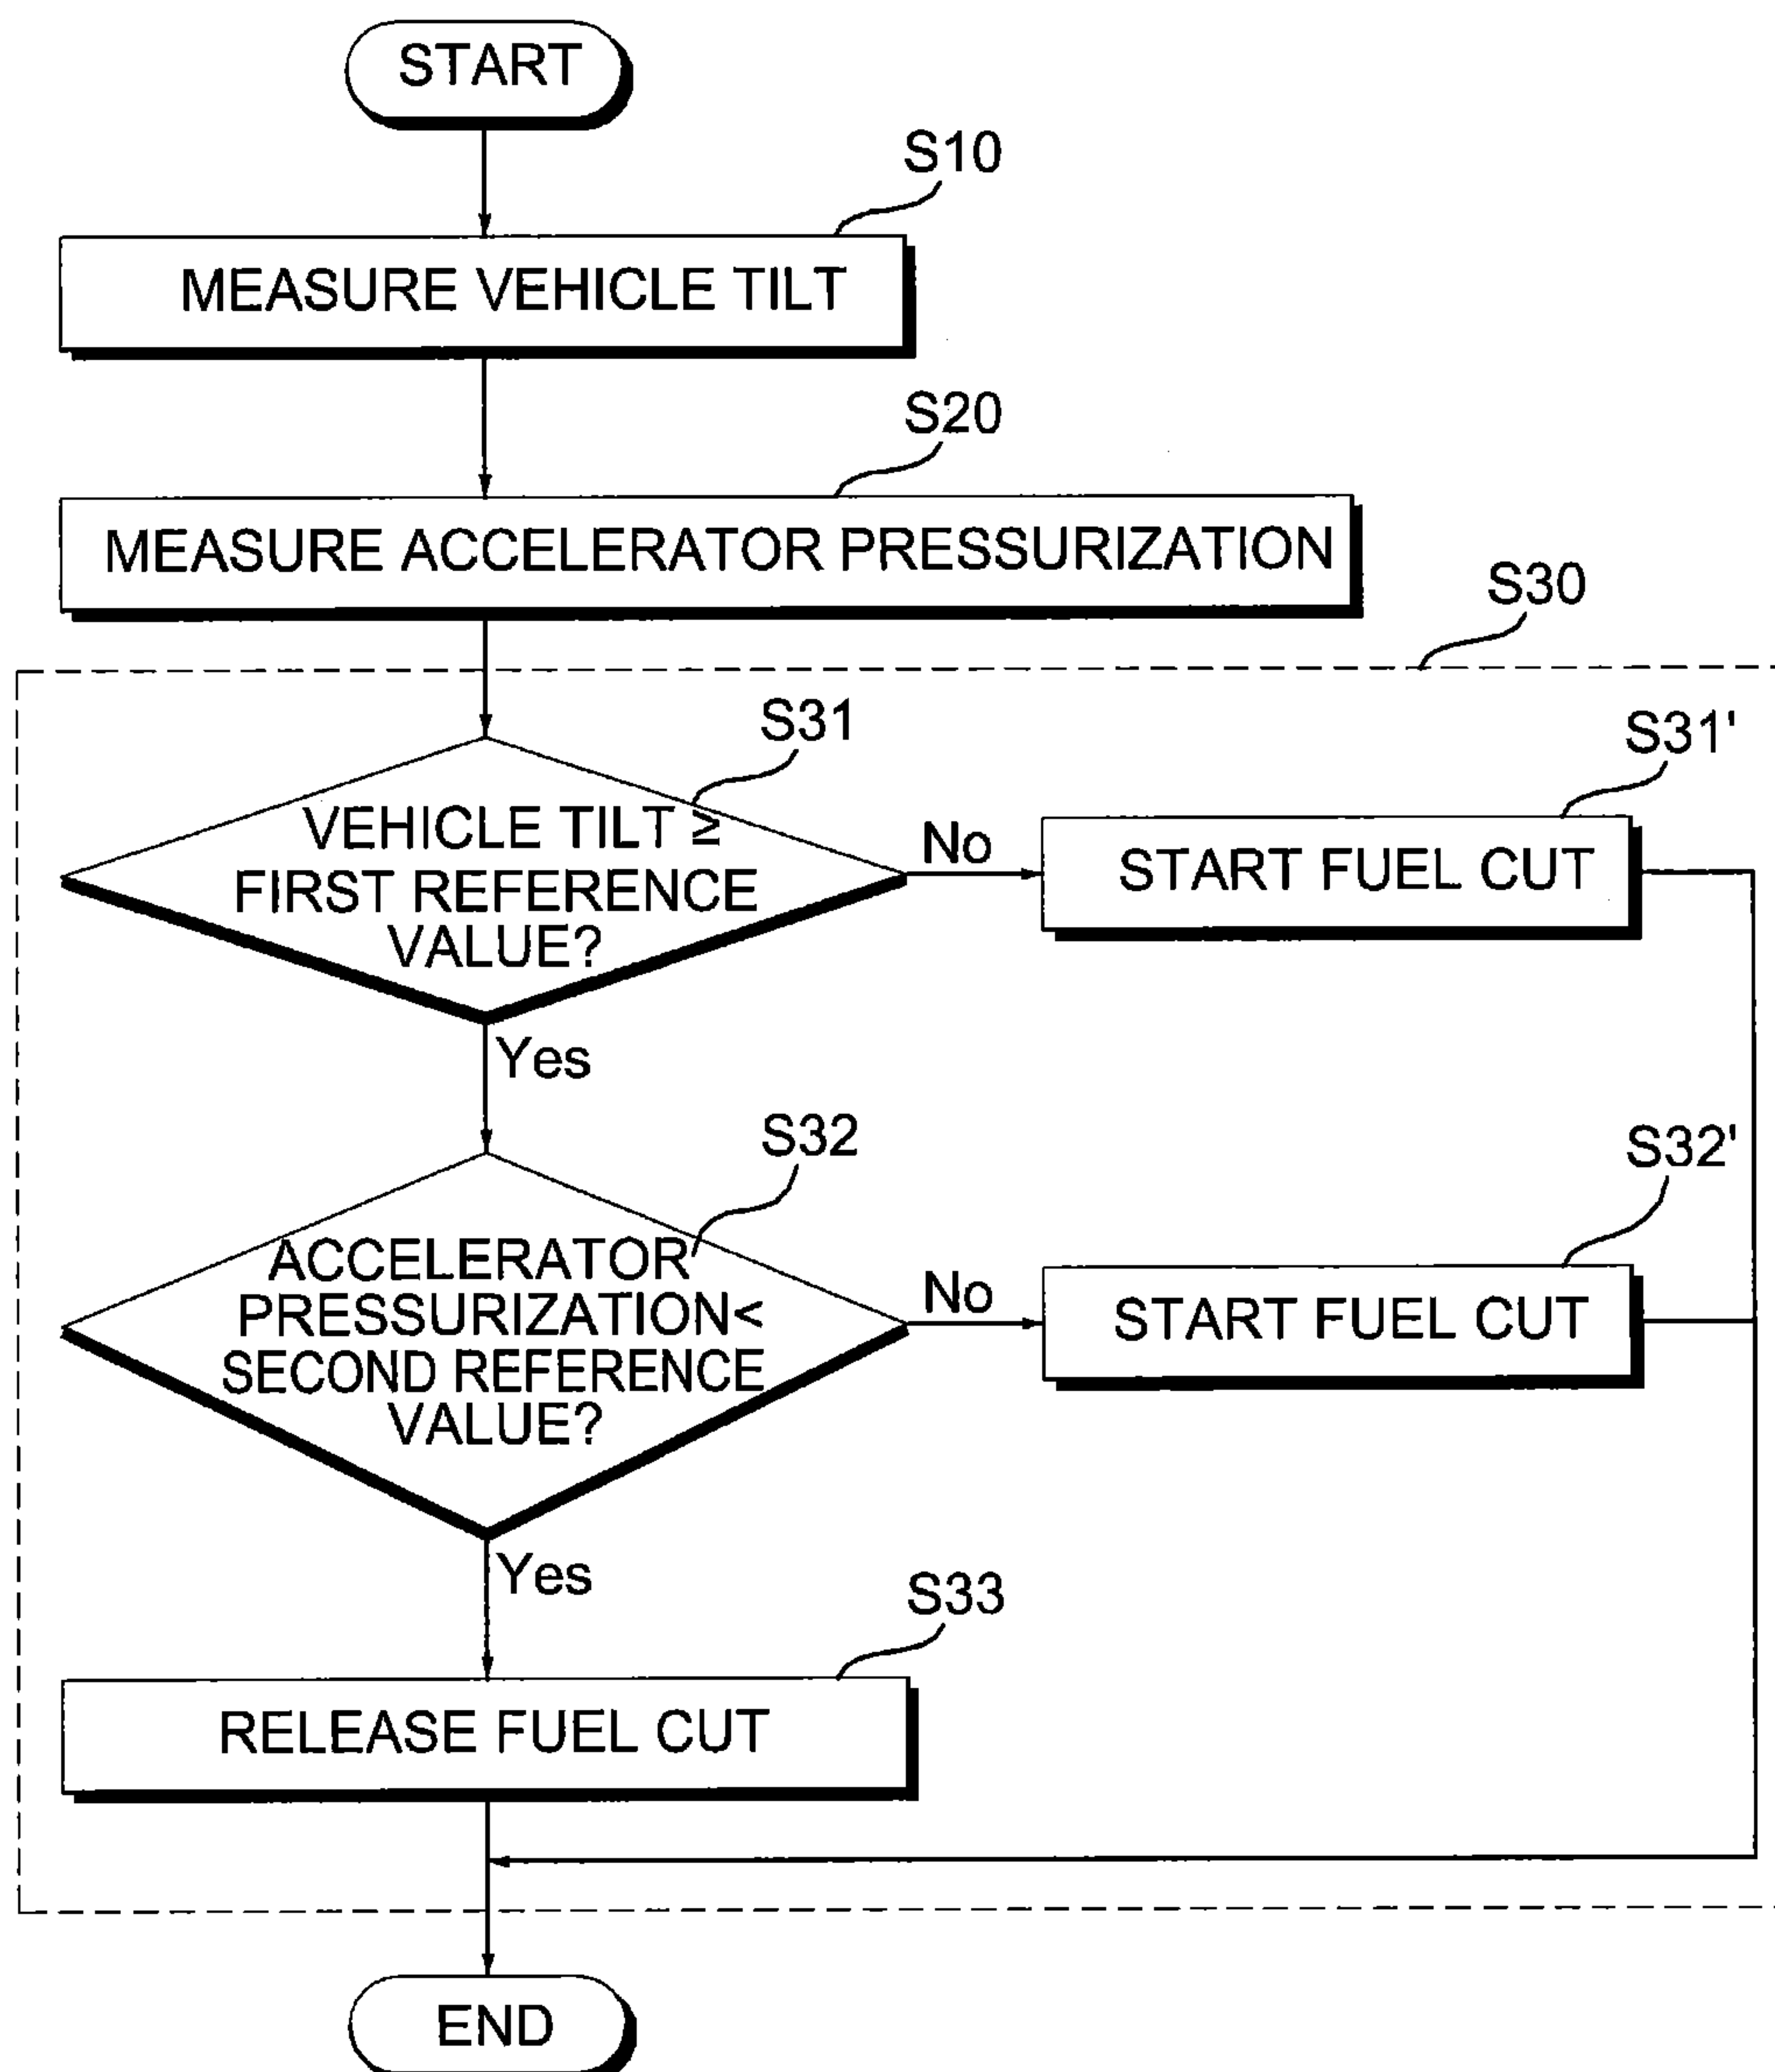 START
S10
MEASURE VEHICLE TILT
S20
MEASURE ACCELERATOR PRESSURIZATION
S30
S31
S31'
VEHICLE TILT ≥
FIRST REFERENCE
VALUE?
No
START FUEL CUT
Yes
S32
S32'
ACCELERATOR
PRESSURIZATION<
SECOND REFERENCE
VALUE?
No
START FUEL CUT
Yes
S33
RELEASE FUEL CUT
END